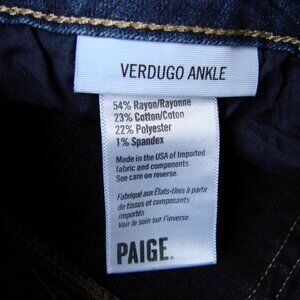 VERDUGO ANKLE
54% Rayon/Rayonne
23% Cotton/Coton
22% Polyester
1% Spandex
Made in the USA of Imported
fabric and components.
See care on reverse.
Fabriqué aux États-Unis à partir
de tissus et composants
importés
Voir le soin sur l'inverse.
PAIGE.